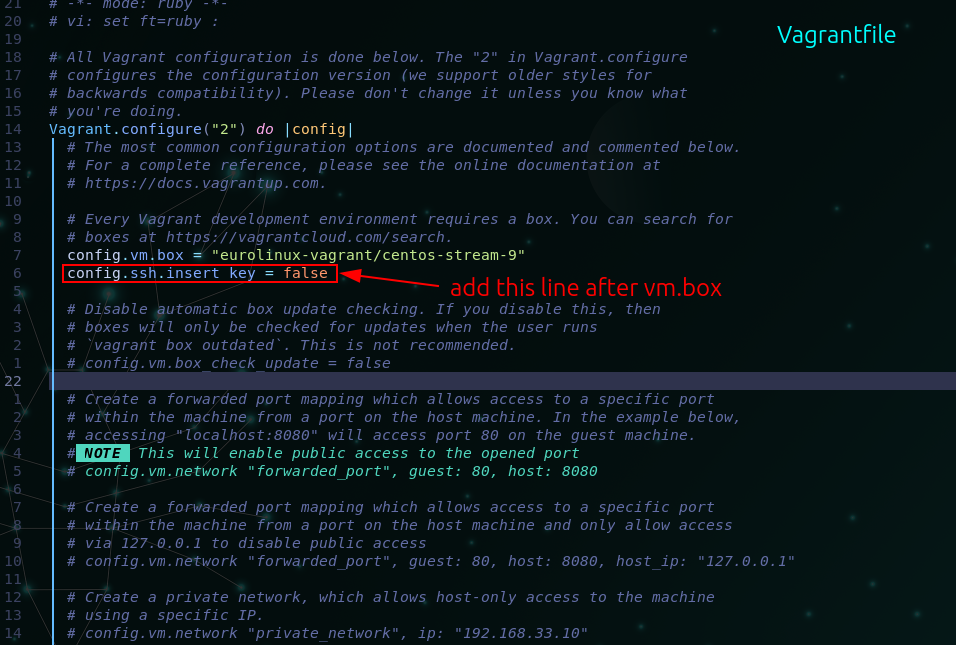 21 # -*- mode: ruby -*-
20 # vi: set ft=ruby :
Vagrantfile
19
18 # All Vagrant configuration is done below. The "2" in Vagrant.configure
17 # configures the configuration version (we support older styles for
16 # backwards compatibility). Please don't change it unless you know what
15 # you're doing.
14 Vagrant.configure("2") do |config|
13 # The most common configuration options are documented and commented below.
12 # For a complete reference, please see the online documentation at
11 # https://docs.vagrantup.com.
10
9 # Every Vagrant development environment requires a box. You can search for
8 # boxes at https://vagrantcloud.com/search.
7 config.vm.box = "eurolinux-vagrant/centos-stream-9"
6 config.ssh.insert_key = false
add this line after vm.box
5
4 # Disable automatic box update checking. If you disable this, then
3 # boxes will only be checked for updates when the user runs
2 # `vagrant box outdated`. This is not recommended.
1 # config.vm.box_check_update = false
22
1 # Create a forwarded port mapping which allows access to a specific port
2 # within the machine from a port on the host machine. In the example below,
3 # accessing "localhost:8080" will access port 80 on the guest machine.
4 # NOTE This will enable public access to the opened port
5 # config.vm.network "forwarded_port", guest: 80, host: 8080
6
7 # Create a forwarded port mapping which allows access to a specific port
8 # within the machine from a port on the host machine and only allow access
9 # via 127.0.0.1 to disable public access
10 # config.vm.network "forwarded_port", guest: 80, host: 8080, host_ip: "127.0.0.1"
11
12 # Create a private network, which allows host-only access to the machine
13 # using a specific IP.
14 # config.vm.network "private_network", ip: "192.168.33.10"